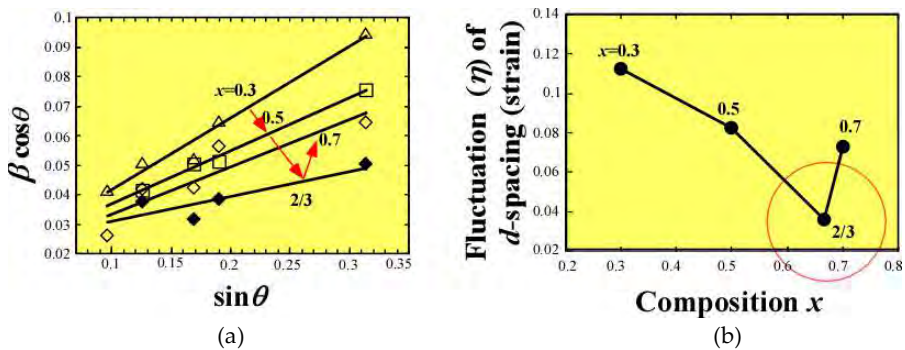 0.1
0.09
0.08
0.07
0.06
0.05
0.04
0.03
0.02
β cosθ
x=0.3
0.5
0.7
2/3
0.1 0.15 0.2 0.25 0.3 0.35
sinθ
(a)
Fluctuation (η) of
d-spacing (strain)
0.14
0.12
0.10
0.08
0.06
0.04
0.02
x=0.3
0.5
0.7
2/3
0.2 0.3 0.4 0.5 0.6 0.7 0.8
Composition x
(b)